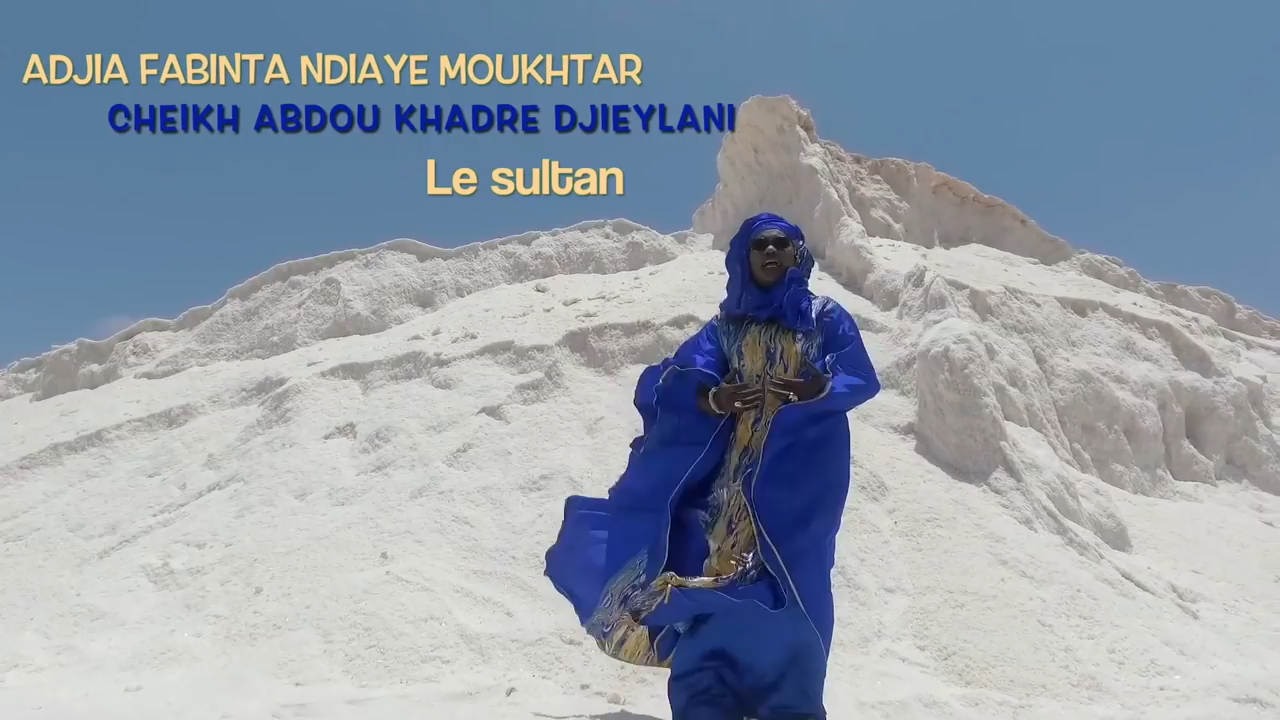 ADJIA FABINTA NDIAYE MOUKHTAR
CHEIKH ABDOU KHADRE DJIEYLANI
Le sultan